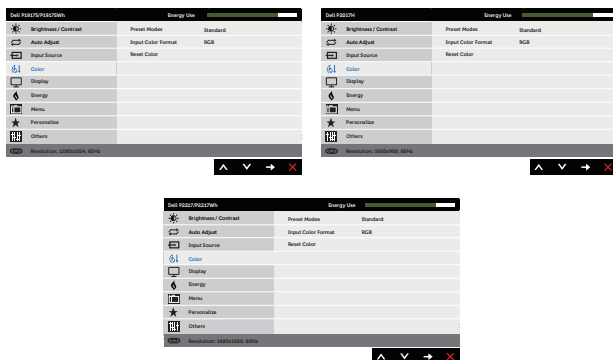 Dell P1917S/P1917SWh Energy Use
Brightness / Contrast Preset Modes Standard
Auto Adjust Input Color Format RGB
Input Source Reset Color
Color
Display
Energy
Menu
Personalize
Others
Resolution: 1280x1024, 60Hz
Dell P2017H Energy Use
Brightness / Contrast Preset Modes Standard
Auto Adjust Input Color Format RGB
Input Source Reset Color
Color
Display
Energy
Menu
Personalize
Others
Resolution: 1600x900, 60Hz
Dell P2217/P2217Wh Energy Use
Brightness / Contrast Preset Modes Standard
Auto Adjust Input Color Format RGB
Input Source Reset Color
Color
Display
Energy
Menu
Personalize
Others
Resolution: 1680x1050, 60Hz